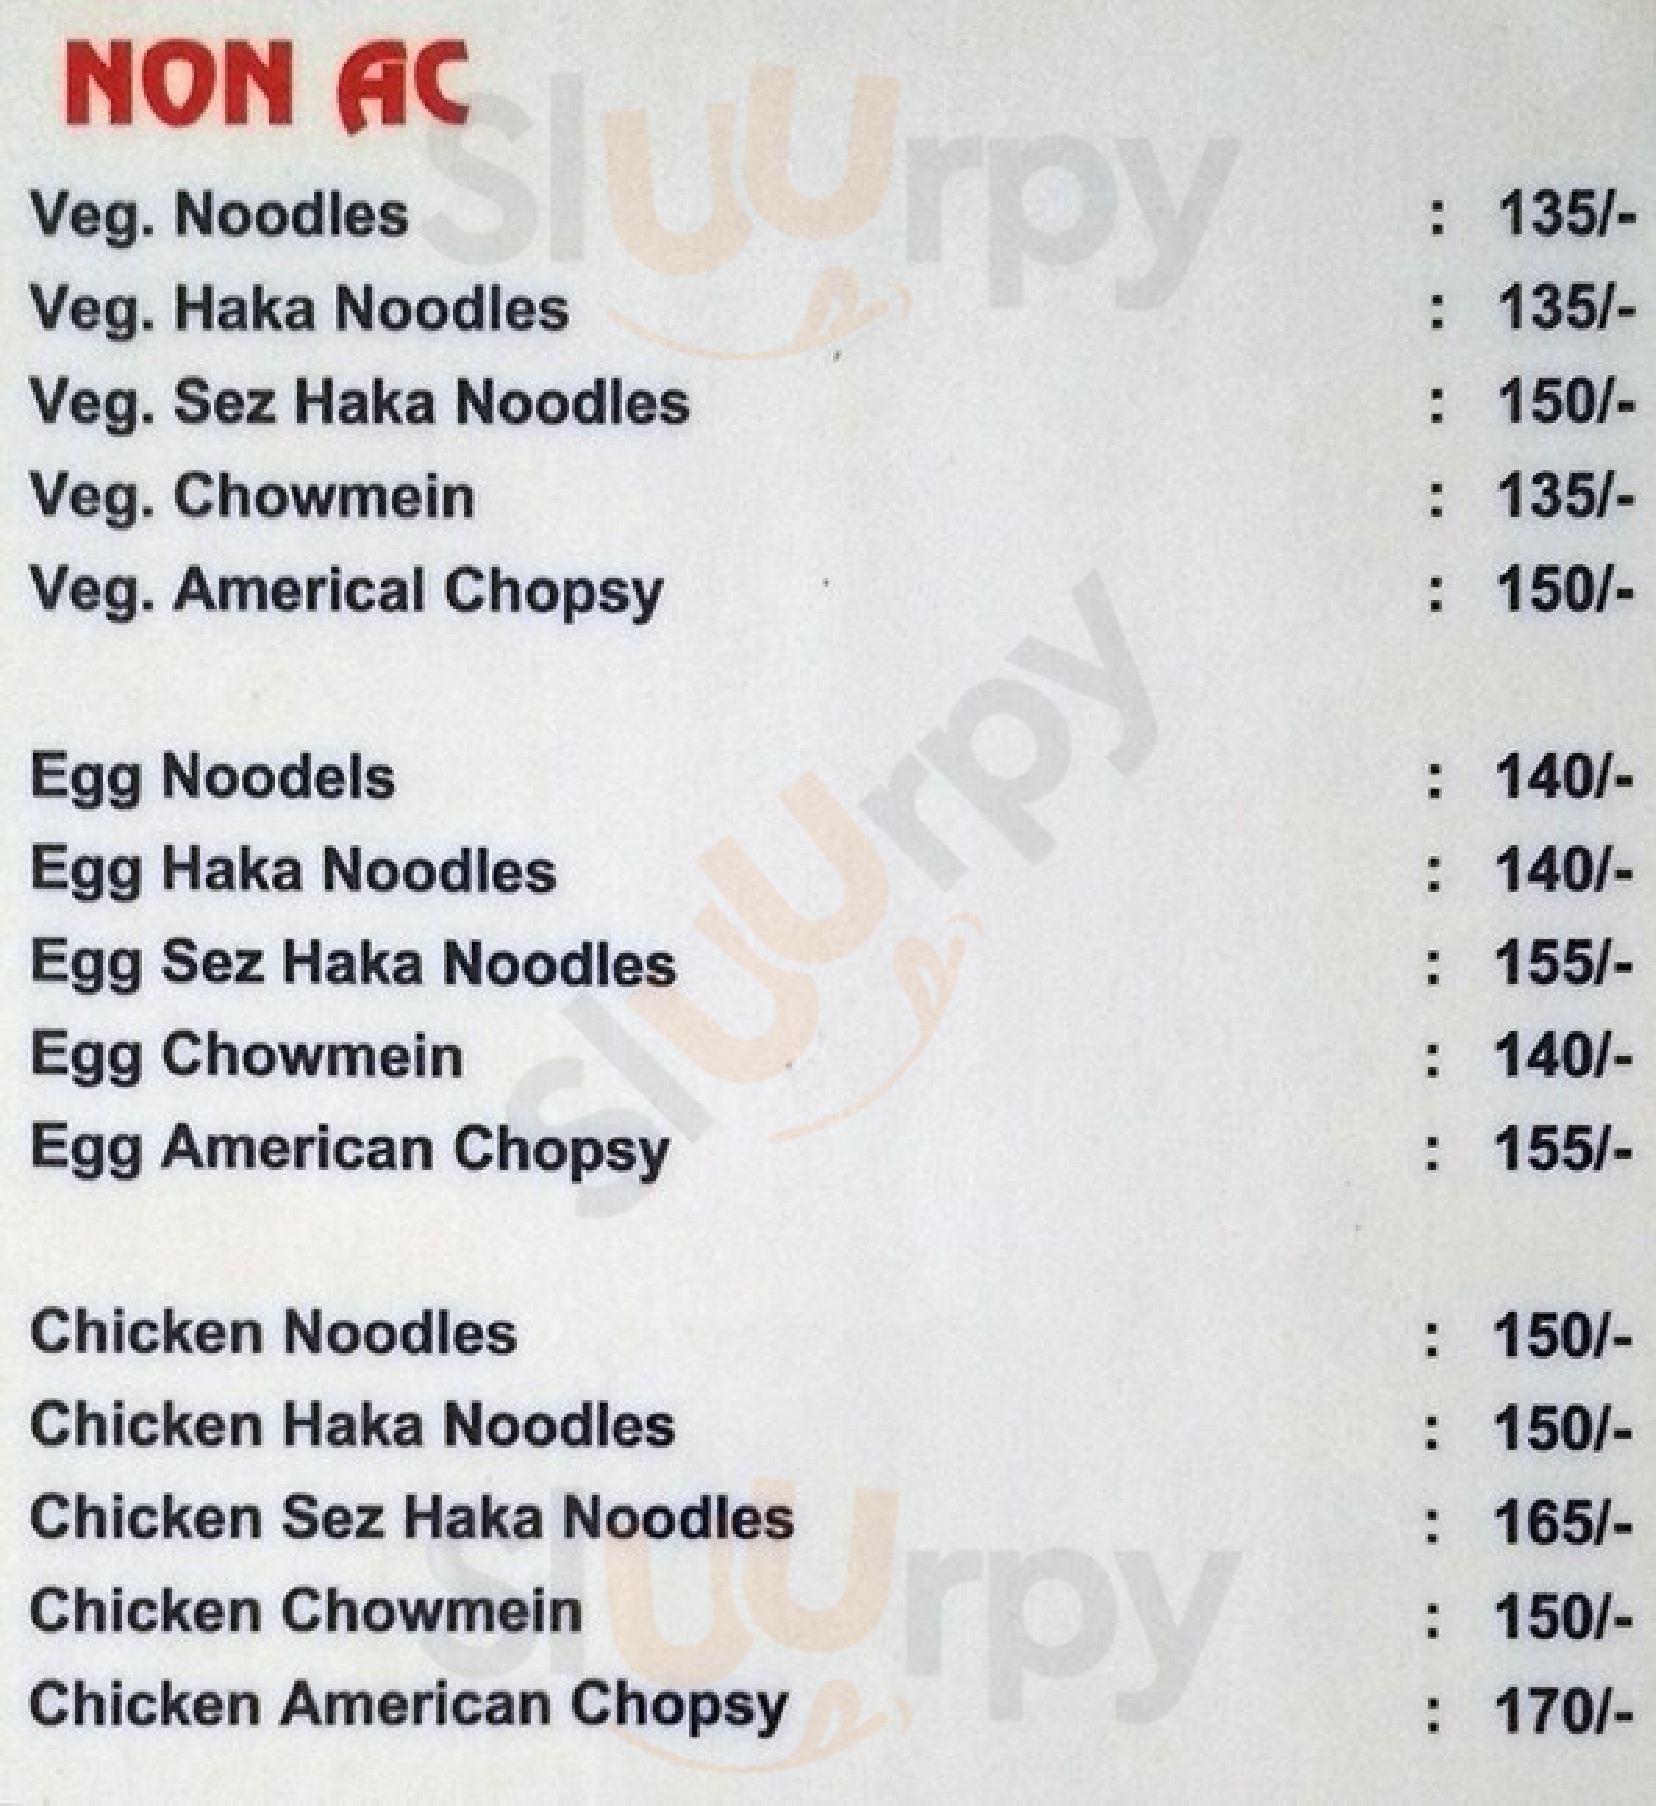 NON AC
Veg. Noodles : 135/-
Veg. Haka Noodles : 135/-
Veg. Sez Haka Noodles : 150/-
Veg. Chowmein : 135/-
Veg. Americal Chopsy : 150/-
Egg Noodels : 140/-
Egg Haka Noodles : 140/-
Egg Sez Haka Noodles : 155/-
Egg Chowmein : 140/-
Egg American Chopsy : 155/-
Chicken Noodles : 150/-
Chicken Haka Noodles : 150/-
Chicken Sez Haka Noodles : 165/-
Chicken Chowmein : 150/-
Chicken American Chopsy : 170/-
Sluurpy
Sluurpy
Sluurpy